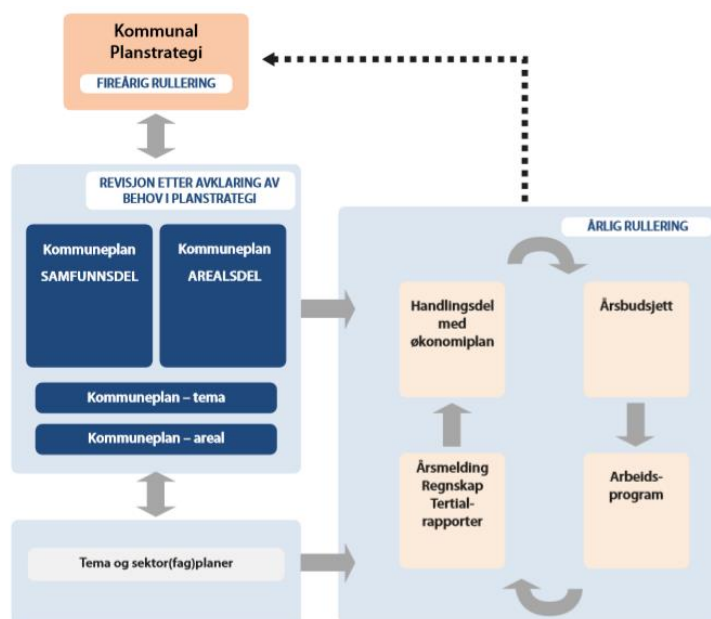 Kommunal
Planstrategi
FIREÅRIG RULLERING
REVISJON ETTER AVKLARING AV
BEHOV I PLANSTRATEGI
Kommuneplan
SAMFUNNSDEL
Kommuneplan
AREALSDEL
Kommuneplan – tema
Kommuneplan – areal
Tema og sektor(fag)planer
ÅRLIG RULLERING
Handlingsdel
med
økonomiplan
Årsbudsjett
Årsmelding
Regnskap
Tertial-
rapporter
Arbeids-
program